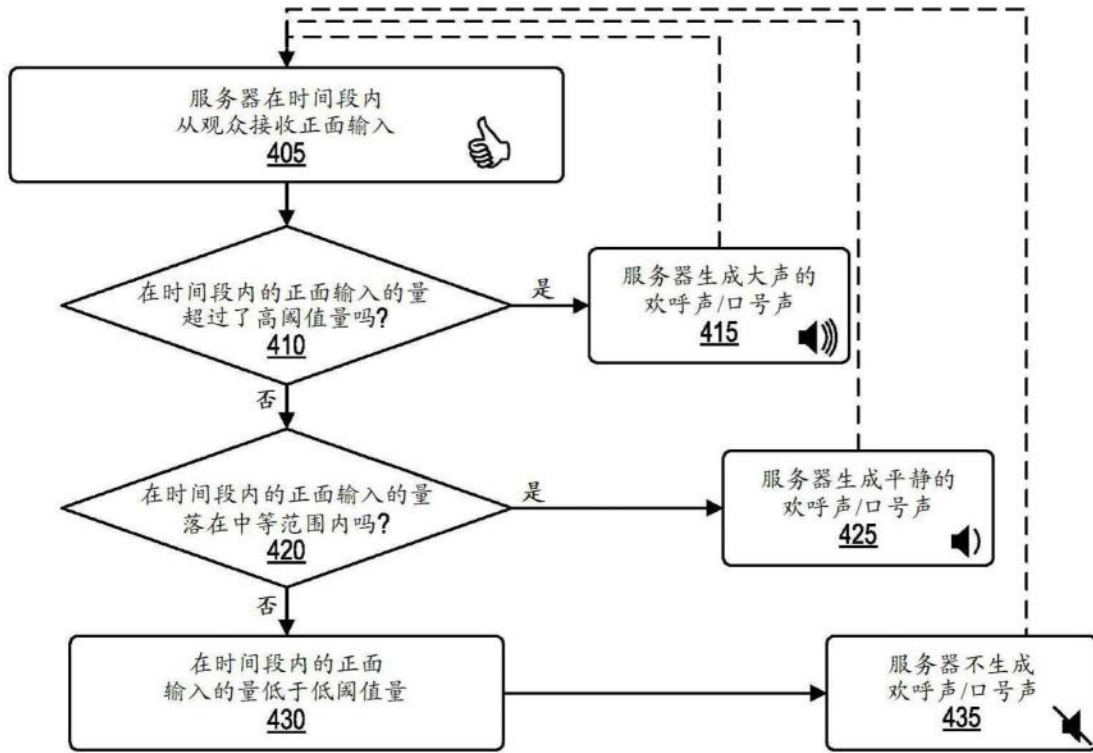 服务器在时间段内
从观众接收正面输入
405
在时间段内的正面输入的量
超过了高阈值量吗?
410
是
服务器生成大声的
欢呼声/口号声
415
否
在时间段内的正面输入的量
落在中等范围内吗?
420
是
服务器生成平静的
欢呼声/口号声
425
否
在时间段内的正面
输入的量低于低阈值量
430
服务器不生成
欢呼声/口号声
435